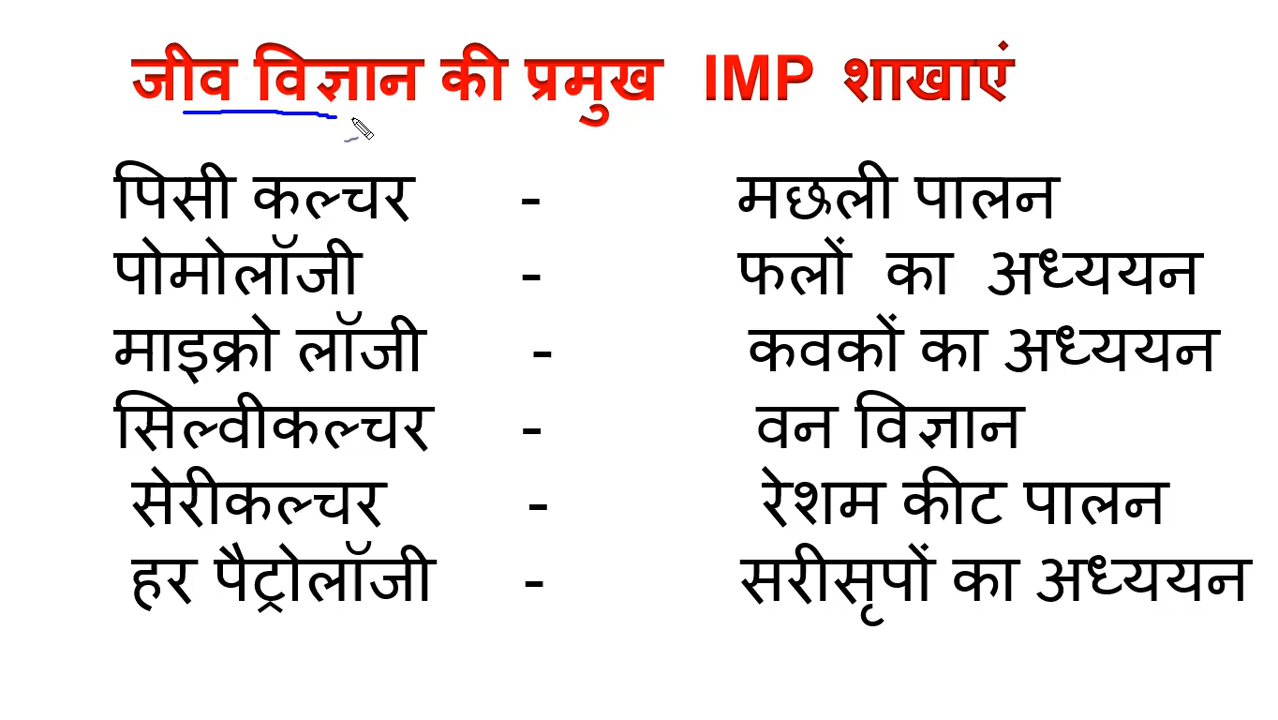 जीव विज्ञान की प्रमुख IMP शाखाएं
पिसी कल्चर - मछली पालन
पोमोलॉजी - फलों का अध्ययन
माइक्रो लॉजी - कवकों का अध्ययन
सिल्वीकल्चर - वन विज्ञान
सेरीकल्चर - रेशम कीट पालन
हर पैट्रोलॉजी - सरीसृपों का अध्ययन